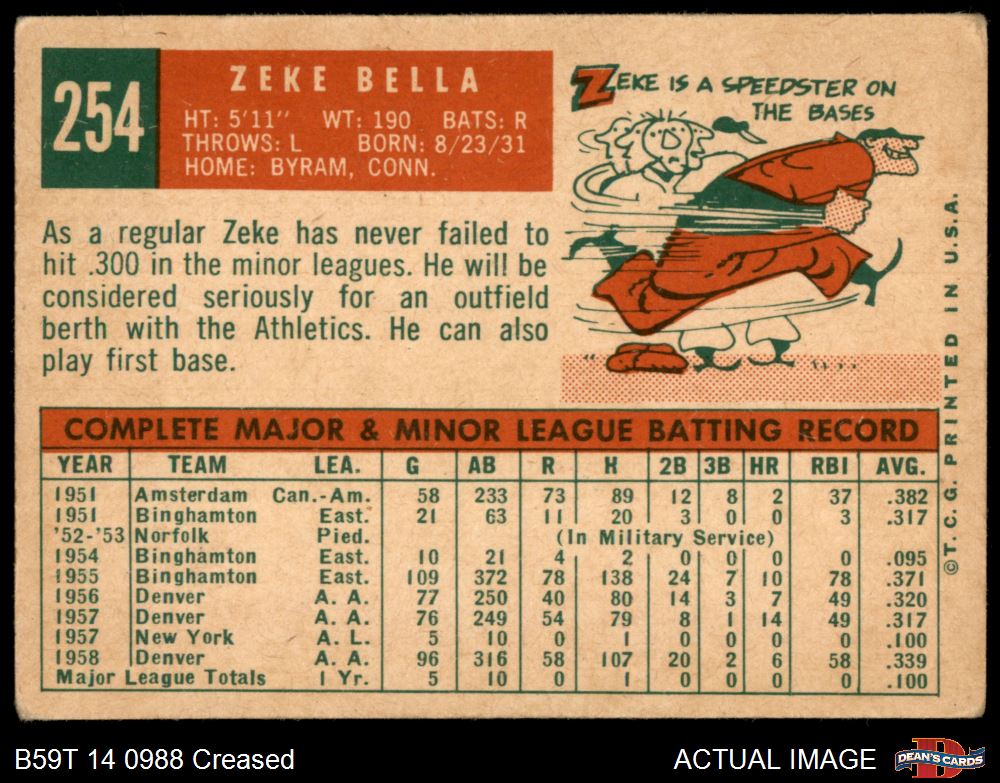 254
ZEKE BELLA
HT: 5'11" WT: 190 BATS: R
THROWS: L BORN: 8/23/31
HOME: BYRAM, CONN.
ZEKE IS A SPEEDSTER ON
THE BASES
As a regular Zeke has never failed to
hit .300 in the minor leagues. He will be
considered seriously for an outfield
berth with the Athletics. He can also
play first base.
COMPLETE MAJOR & MINOR LEAGUE BATTING RECORD
YEAR TEAM LEA. G AB R H 2B 3B HR RBI AVG.
1951 Amsterdam Can.-Am. 58 233 73 89 12 8 2 37 .382
1951 Binghamton East. 21 63 11 20 3 0 0 3 .317
'52-'53 Norfolk Pied. (In Military Service)
1954 Binghamton East. 10 21 4 2 0 0 0 0 .095
1955 Binghamton East. 109 372 78 138 24 7 10 78 .371
1956 Denver A. A. 77 250 40 80 14 3 7 49 .320
1957 Denver A. A. 76 249 54 79 8 1 14 49 .317
1957 New York A. L. 5 10 0 1 0 0 0 0 .100
1958 Denver A. A. 96 316 58 107 20 2 6 58 .339
Major League Totals 1 Yr. 5 10 0 1 0 0 0 0 .100
© T. C. G. PRINTED IN U.S.A.
B59T 14 0988 Creased
ACTUAL IMAGE
D
DEAN'S CARDS